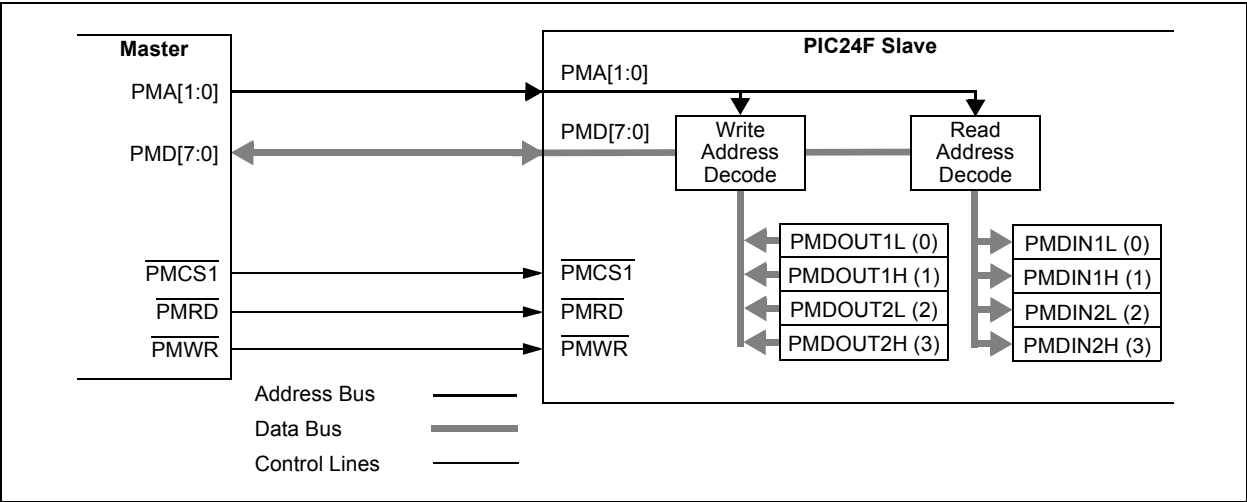 Master
PIC24F Slave
PMA[1:0]
PMA[1:0]
PMD[7:0]
PMD[7:0]
Write
Address
Decode
Read
Address
Decode
PMDOUT1L (0)
PMDOUT1H (1)
PMDOUT2L (2)
PMDOUT2H (3)
PMDIN1L (0)
PMDIN1H (1)
PMDIN2L (2)
PMDIN2H (3)
PMCS1
PMCS1
PMRD
PMRD
PMWR
PMWR
Address Bus
Data Bus
Control Lines